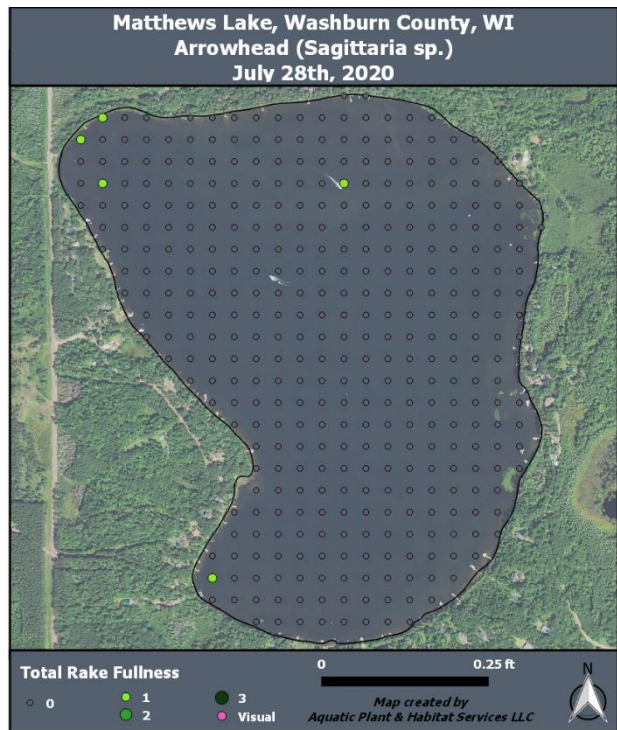 Matthews Lake, Washburn County, WI
Arrowhead (Sagittaria sp.)
July 28th, 2020
Total Rake Fullness
0
1
2
3
Visual
0 0.25 ft
Map created by
Aquatic Plant & Habitat Services LLC
N